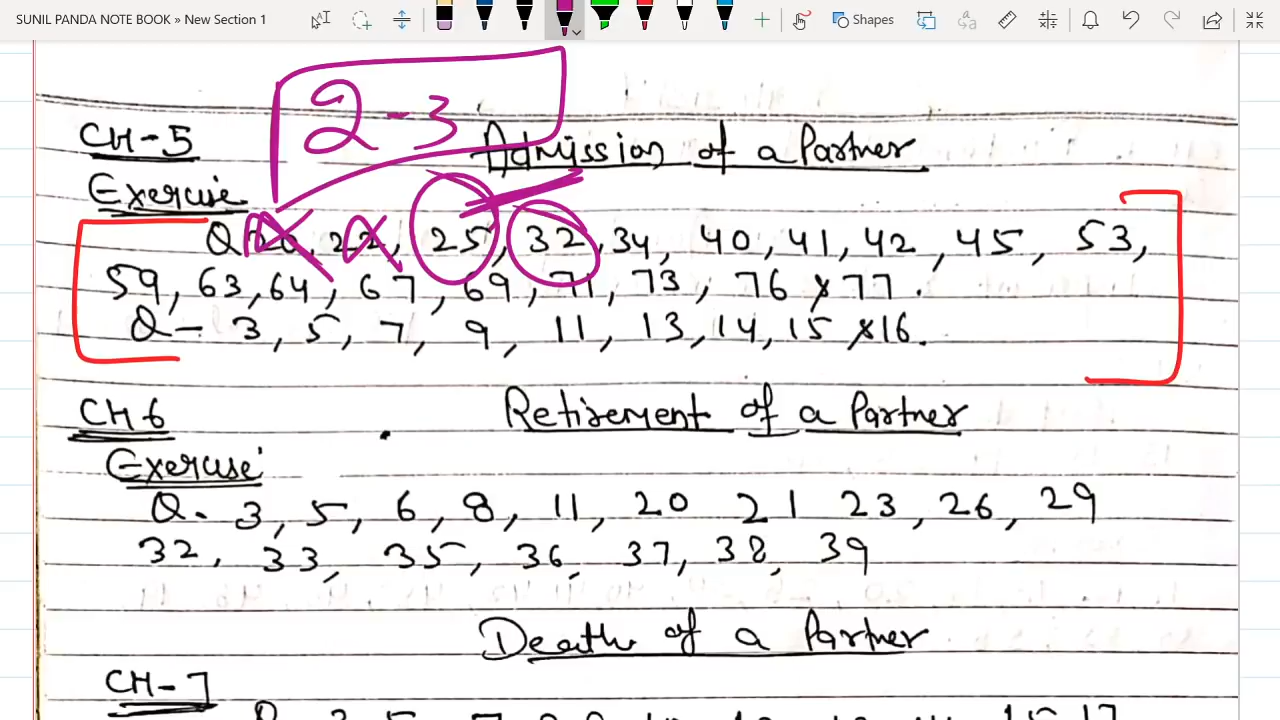 SUNIL PANDA NOTE BOOK » New Section 1
Shapes
2-3
CH-5 Admission of a Partner
Exercise
Q 22, 25, 32, 34, 40, 41, 42, 45, 53,
59, 63, 64, 67, 69, 71, 73, 76 & 77.
Q - 3, 5, 7, 9, 11, 13, 14, 15 & 16.
CH 6 Retirement of a Partner
Exercise
Q. 3, 5, 6, 8, 11, 20 21 23, 26, 29
32, 33, 35, 36, 37, 38, 39
Death of a Partner
CH-7